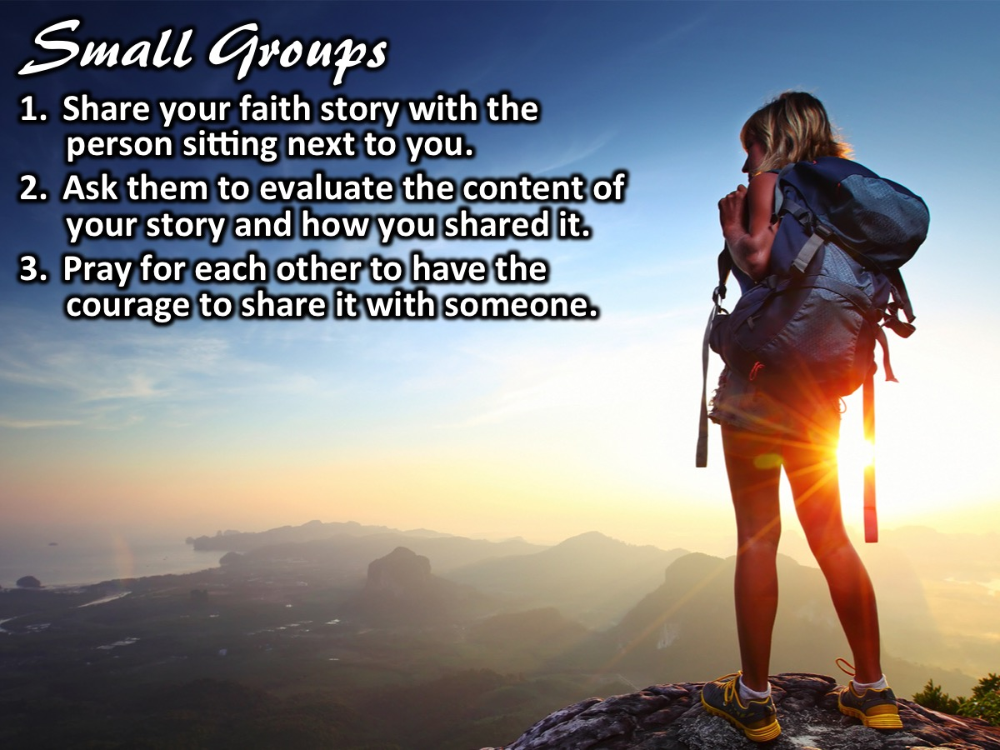 Small Groups
1. Share your faith story with the
person sitting next to you.
2. Ask them to evaluate the content of
your story and how you shared it.
3. Pray for each other to have the
courage to share it with someone.